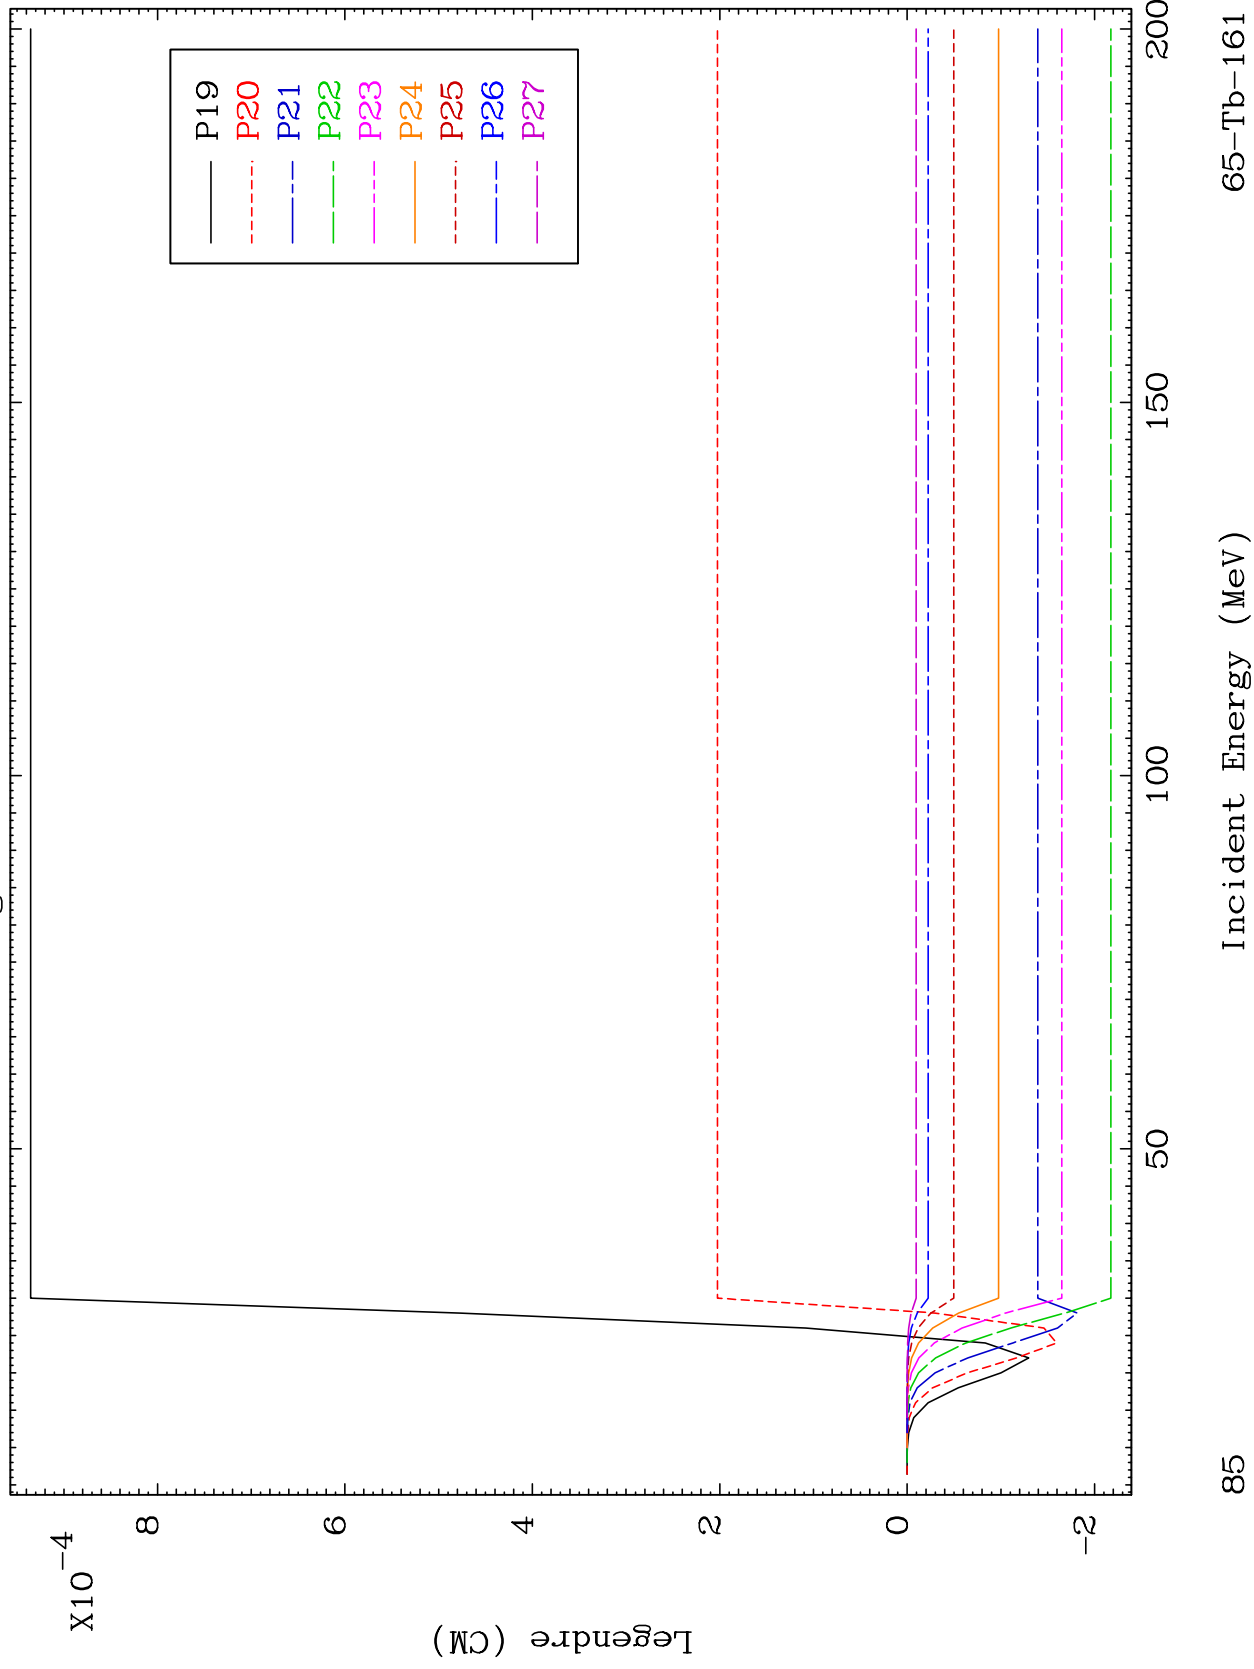 X10-4
8
6
4
2
0
-2
Legendre (CM)
P19
P20
P21
P22
P23
P24
P25
P26
P27
50
100
150
200
Incident Energy (MeV)
85
65-Tb-161